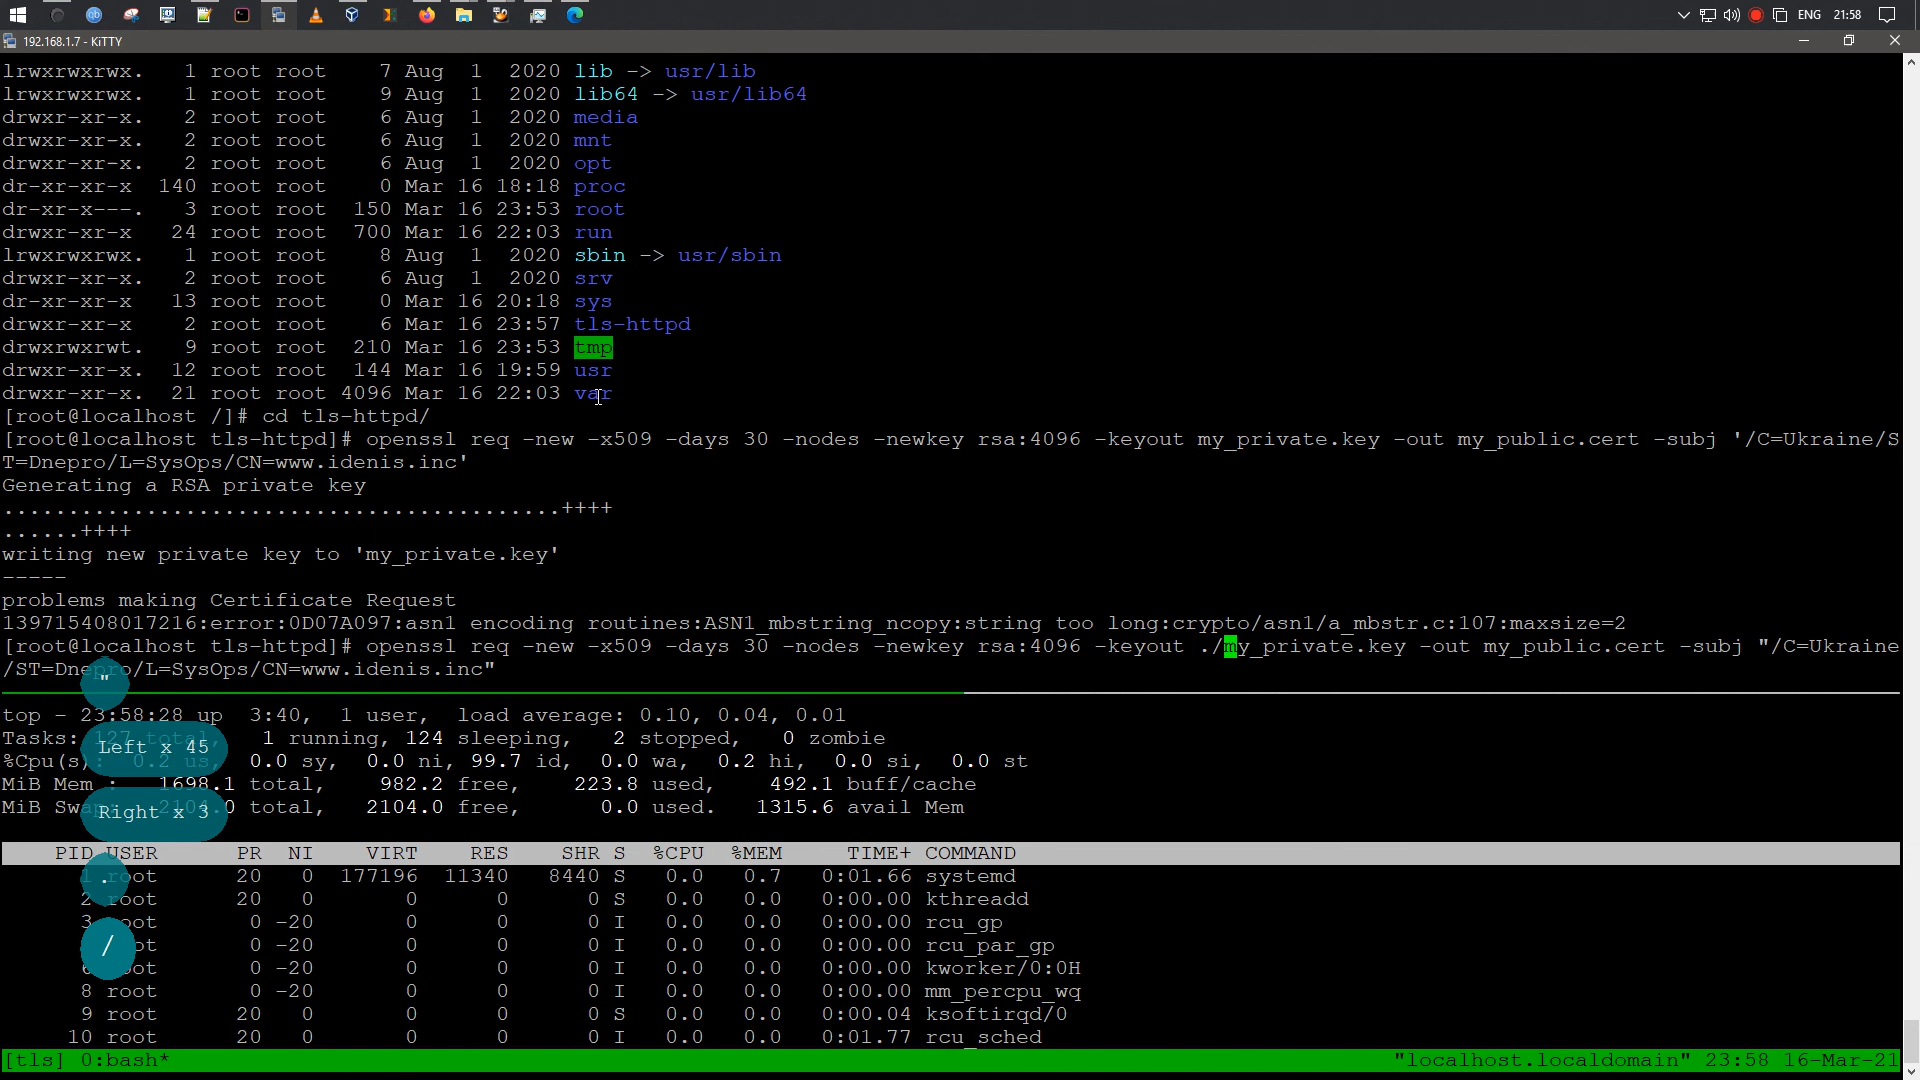 ENG 21:58
192.168.1.7 - KiTTY
lrwxrwxrwx. 1 root root 7 Aug 1 2020 lib -> usr/lib
lrwxrwxrwx. 1 root root 9 Aug 1 2020 lib64 -> usr/lib64
drwxr-xr-x. 2 root root 6 Aug 1 2020 media
drwxr-xr-x. 2 root root 6 Aug 1 2020 mnt
drwxr-xr-x. 2 root root 6 Aug 1 2020 opt
dr-xr-xr-x 140 root root 0 Mar 16 18:18 proc
dr-xr-x---. 3 root root 150 Mar 16 23:53 root
drwxr-xr-x 24 root root 700 Mar 16 22:03 run
lrwxrwxrwx. 1 root root 8 Aug 1 2020 sbin -> usr/sbin
drwxr-xr-x. 2 root root 6 Aug 1 2020 srv
dr-xr-xr-x 13 root root 0 Mar 16 20:18 sys
drwxr-xr-x 2 root root 6 Mar 16 23:57 tls-httpd
drwxrwxrwt. 9 root root 210 Mar 16 23:53 tmp
drwxr-xr-x. 12 root root 144 Mar 16 19:59 usr
drwxr-xr-x. 21 root root 4096 Mar 16 22:03 var
[root@localhost /]# cd tls-httpd/
[root@localhost tls-httpd]# openssl req -new -x509 -days 30 -nodes -newkey rsa:4096 -keyout my_private.key -out my_public.cert -subj '/C=Ukraine/S
T=Dnepro/L=SysOps/CN=www.idenis.inc'
Generating a RSA private key
...........................................++++
......++++
writing new private key to 'my_private.key'
-----
problems making Certificate Request
139715408017216:error:0D07A097:asn1 encoding routines:ASN1_mbstring_ncopy:string too long:crypto/asn1/a_mbstr.c:107:maxsize=2
[root@localhost tls-httpd]# openssl req -new -x509 -days 30 -nodes -newkey rsa:4096 -keyout ./my_private.key -out my_public.cert -subj "/C=Ukraine
/ST=Dnepro/L=SysOps/CN=www.idenis.inc"
"
top - 23:58:28 up 3:40, 1 user, load average: 0.10, 0.04, 0.01
Tasks: 127 total, 1 running, 124 sleeping, 2 stopped, 0 zombie
Left x 45
%Cpu(s): 0.2 us, 0.0 sy, 0.0 ni, 99.7 id, 0.0 wa, 0.2 hi, 0.0 si, 0.0 st
MiB Mem : 1698.1 total, 982.2 free, 223.8 used, 492.1 buff/cache
MiB Swap: 2104.0 total, 2104.0 free, 0.0 used. 1315.6 avail Mem
Right x 3
PID USER PR NI VIRT RES SHR S %CPU %MEM TIME+ COMMAND
1 root 20 0 177196 11340 8440 S 0.0 0.7 0:01.66 systemd
.
2 root 20 0 0 0 0 S 0.0 0.0 0:00.00 kthreadd
3 root 0 -20 0 0 0 I 0.0 0.0 0:00.00 rcu_gp
root 0 -20 0 0 0 I 0.0 0.0 0:00.00 rcu_par_gp
/
6 root 0 -20 0 0 0 I 0.0 0.0 0:00.00 kworker/0:0H
8 root 0 -20 0 0 0 I 0.0 0.0 0:00.00 mm_percpu_wq
9 root 20 0 0 0 0 S 0.0 0.0 0:00.04 ksoftirqd/0
10 root 20 0 0 0 0 I 0.0 0.0 0:01.77 rcu_sched
[tls] 0:bash* "localhost.localdomain" 23:58 16-Mar-21